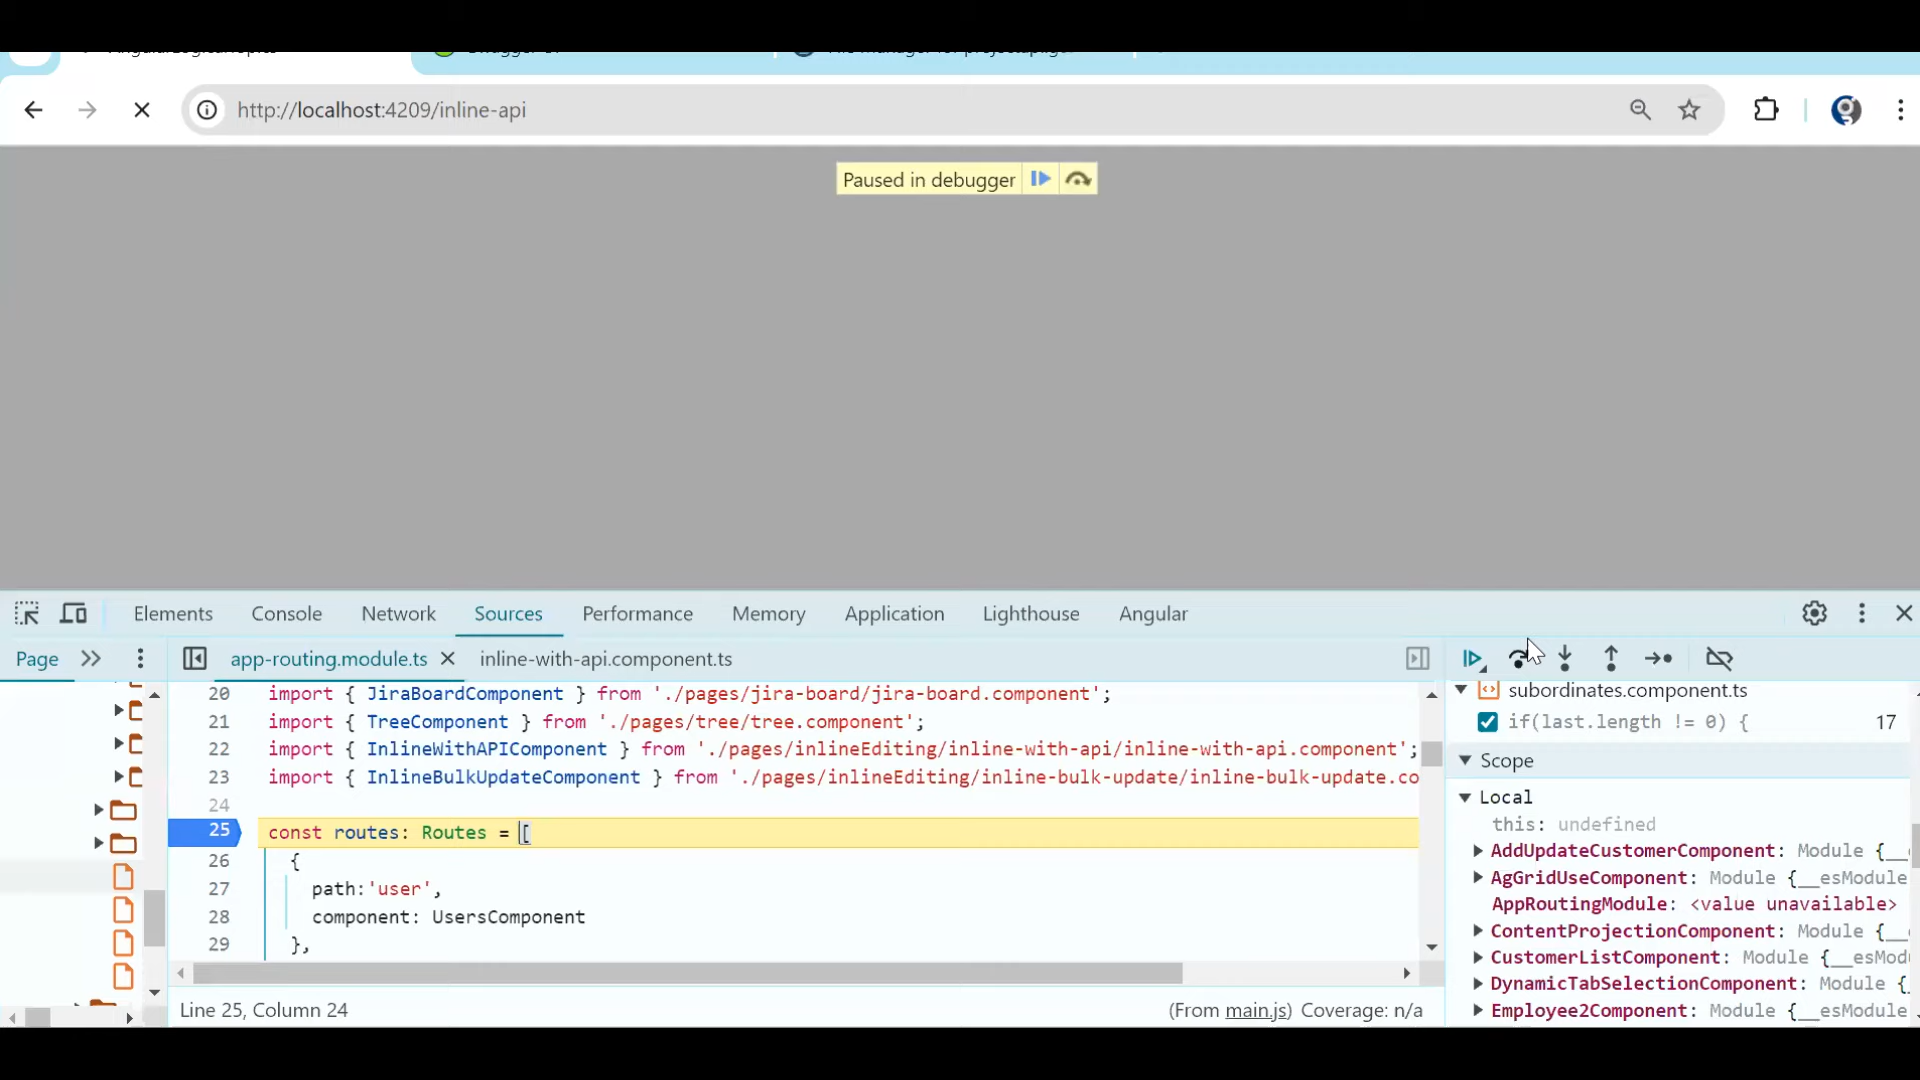 http://localhost:4209/inline-api
Paused in debugger
Elements Console Network Sources Performance Memory Application Lighthouse Angular
Page app-routing.module.ts inline-with-api.component.ts
20 import { JiraBoardComponent } from './pages/jira-board/jira-board.component';
21 import { TreeComponent } from './pages/tree/tree.component';
22 import { InlineWithAPIComponent } from './pages/inlineEditing/inline-with-api/inline-with-api.component';
23 import { InlineBulkUpdateComponent } from './pages/inlineEditing/inline-bulk-update/inline-bulk-update.co
24
25 const routes: Routes = [
26 {
27 path:'user',
28 component: UsersComponent
29 },
Line 25, Column 24 (From main.js) Coverage: n/a
subordinates.component.ts
if(last.length != 0) { 17
Scope
Local
this: undefined
AddUpdateCustomerComponent: Module {__
AgGridUseComponent: Module {__esModule
AppRoutingModule: <value unavailable>
ContentProjectionComponent: Module {__
CustomerListComponent: Module {__esMod
DynamicTabSelectionComponent: Module {
Employee2Component: Module {__esModule